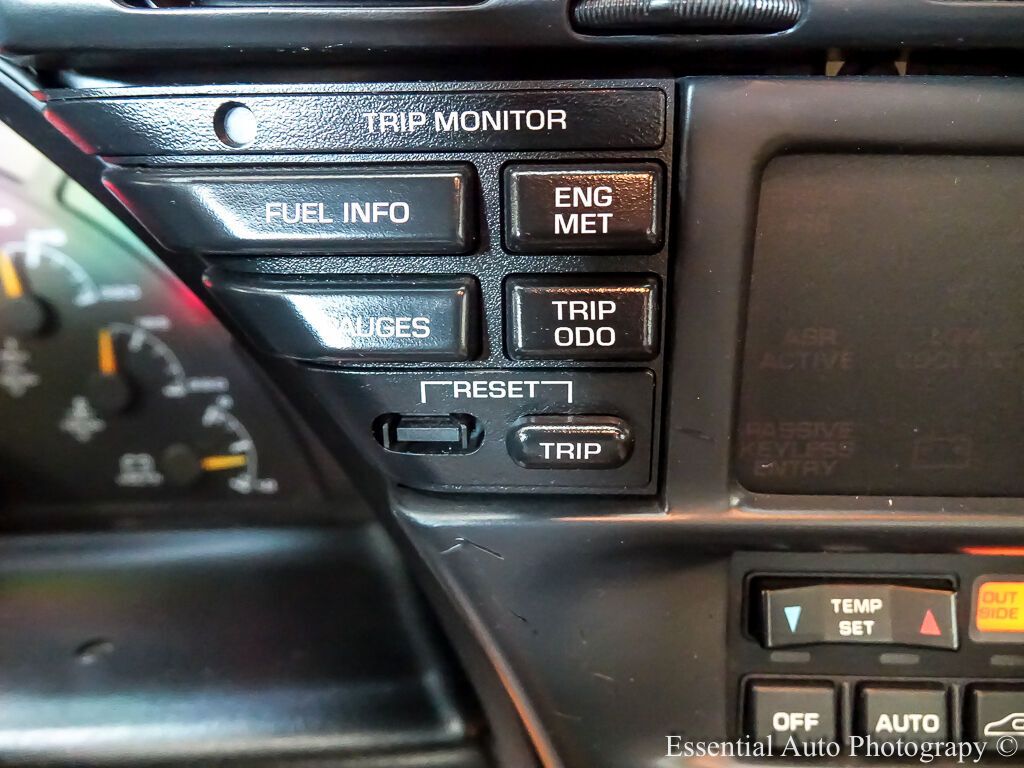 TRIP MONITOR
FUEL INFO
ENG
MET
GAUGES
TRIP
ODO
RESET
TRIP
ASR
ACTIVE
PASSIVE
KEYLESS
ENTRY
TEMP
SET
OUT
SIDE
OFF
AUTO
Essential Auto Photography ©